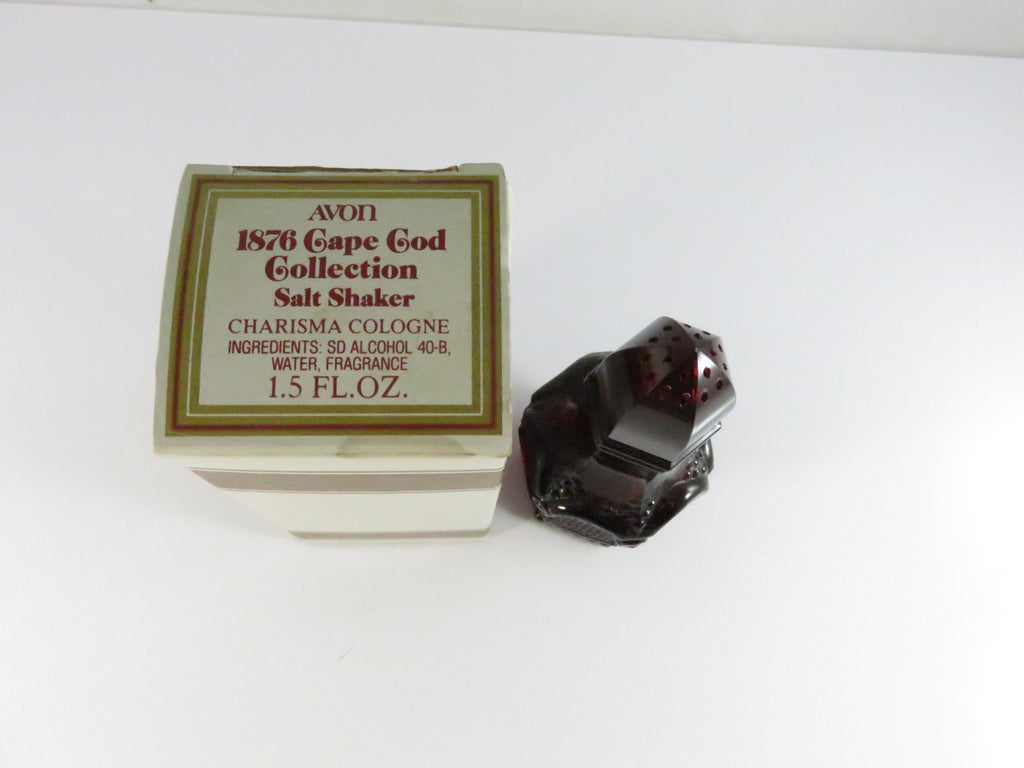 AVON
1876 Cape Cod
Collection
Salt Shaker
CHARISMA COLOGNE
INGREDIENTS: SD ALCOHOL 40-B,
WATER, FRAGRANCE
1.5 FL.OZ.